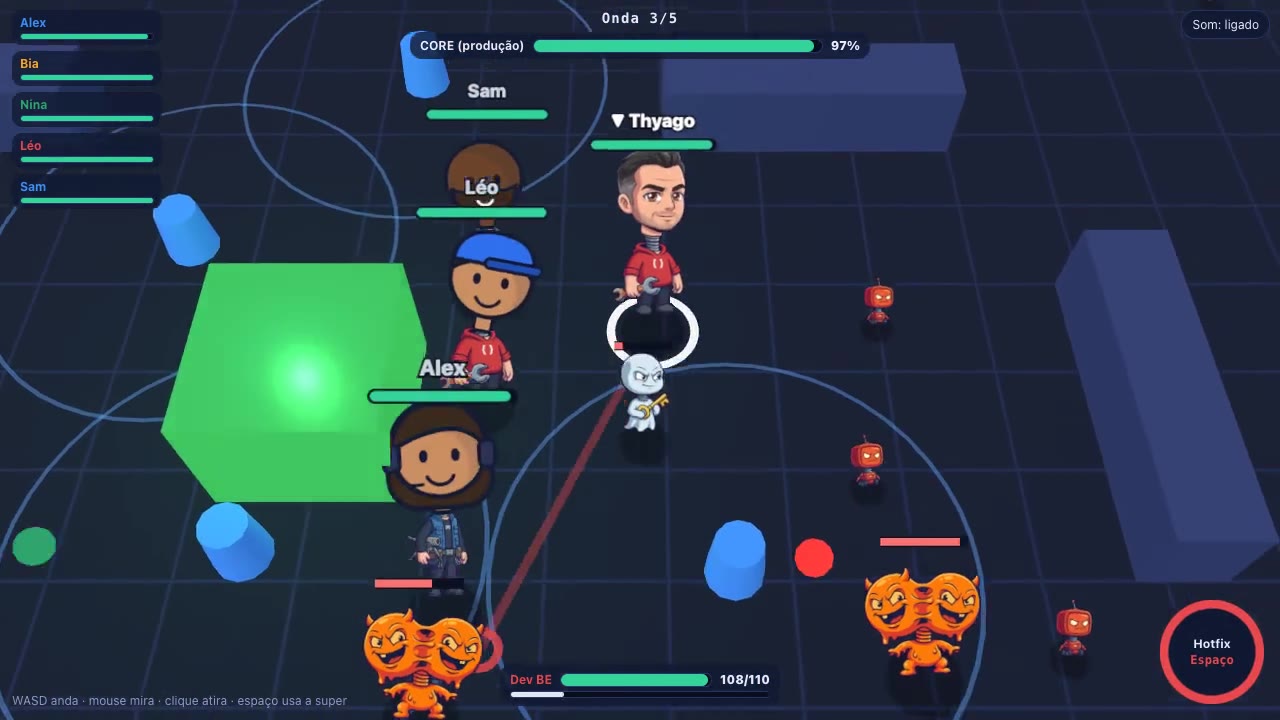 Alex
Bia
Nina
Léo
Sam
Onda 3/5
CORE (produção) 97%
Som: ligado
Sam
▼ Thyago
Léo
Alex
Hotfix
Espaço
Dev BE 108/110
WASD anda · mouse mira · clique atira · espaço usa a super